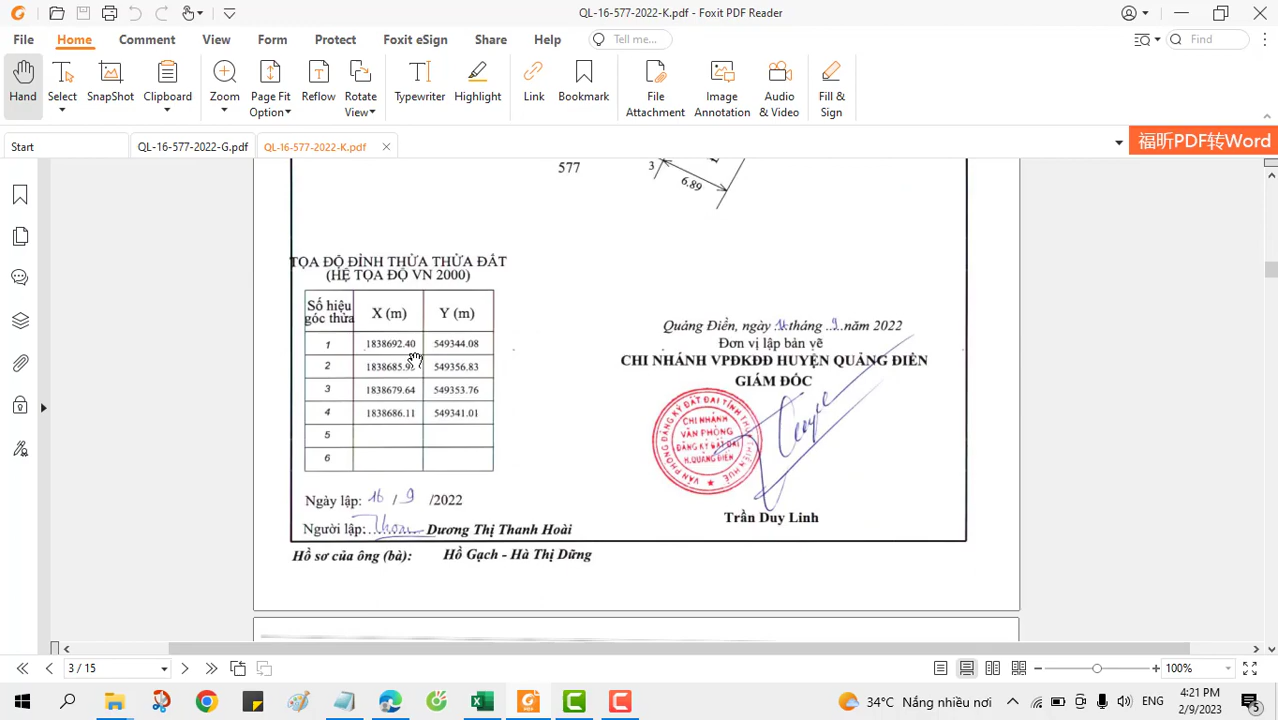 QL-16-577-2022-K.pdf - Foxit PDF Reader
File Home Comment View Form Protect Foxit eSign Share Help Tell me... Find
Hand Select SnapShot Clipboard Zoom Page Fit Option Reflow Rotate View Typewriter Highlight Link Bookmark File Attachment Image Annotation Audio & Video Fill & Sign
Start QL-16-577-2022-G.pdf QL-16-577-2022-K.pdf 福昕PDF转Word
577 3
6.89
TỌA ĐỘ ĐỈNH THỬA THỬA ĐẤT
(HỆ TỌA ĐỘ VN 2000)
Số hiệu góc thửa X (m) Y (m)
1 1838692.40 549344.08
2 549356.83
3 1838679.64 549353.76
4 1838686.11 549341.01
5
6
Quảng Điền, ngày 16 tháng 9 năm 2022
Đơn vị lập bản vẽ
CHI NHÁNH VPĐKĐĐ HUYỆN QUẢNG ĐIỀN
GIÁM ĐỐC
CHI NHÁNH
VĂN PHÒNG
ĐĂNG KÝ ĐẤT ĐAI
H.QUẢNG ĐIỀN
Trần Duy Linh
Ngày lập: 16 / 9 /2022
Người lập: Dương Thị Thanh Hoài
Hồ sơ của ông (bà): Hồ Gạch - Hà Thị Dững
3 / 15 100%
34°C Nắng nhiều nơi ENG 4:21 PM
2/9/2023 5